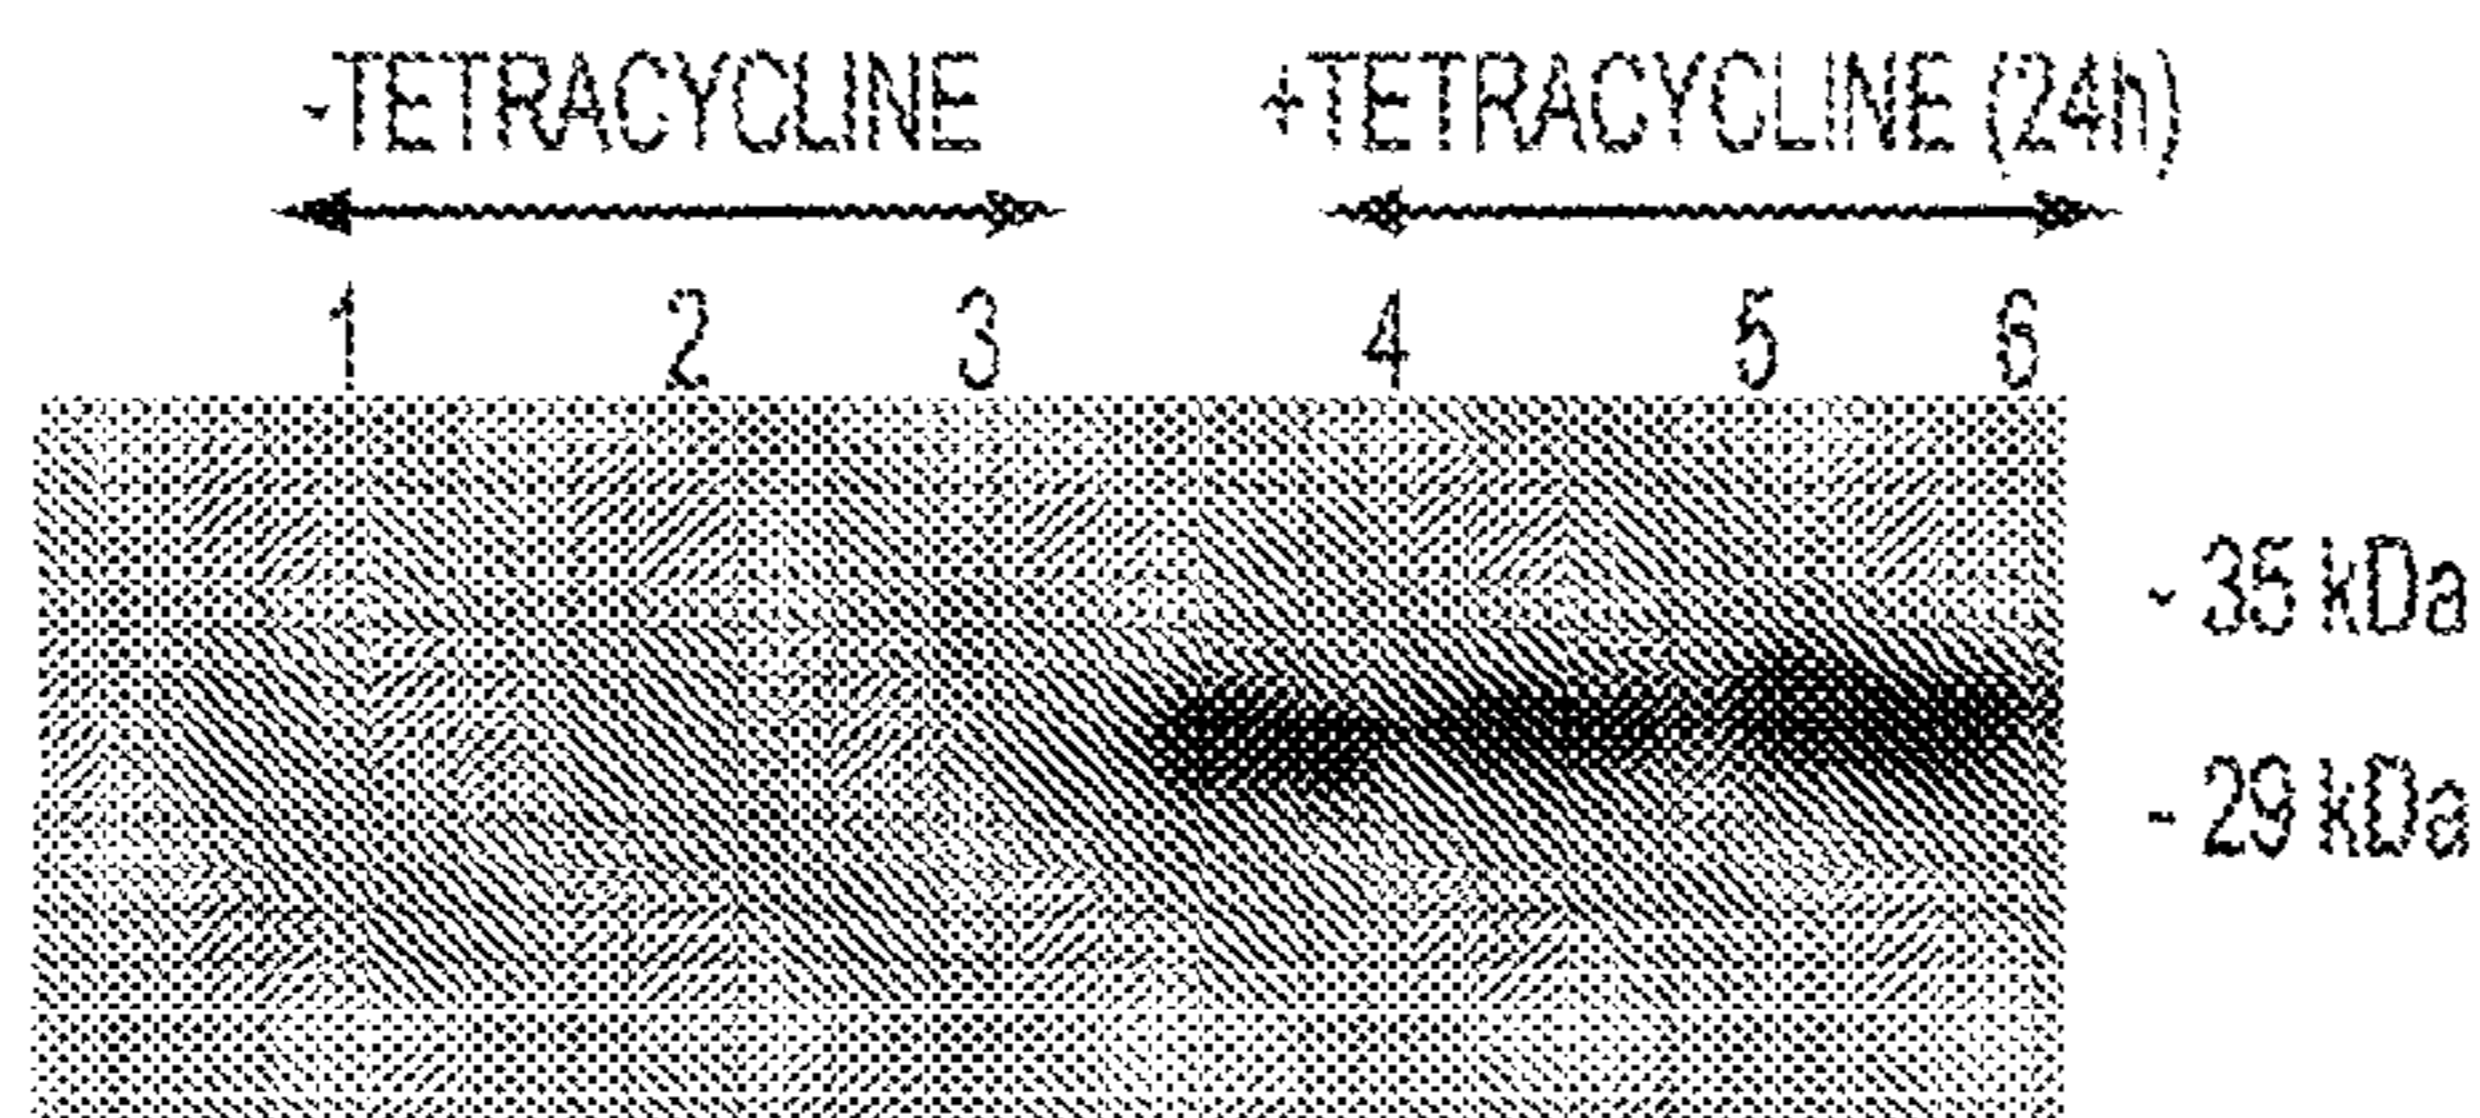 -TETRACYCLINE +TETRACYCLINE (24h)
1 2 3 4 5 6
- 35 kDa
- 29 kDa